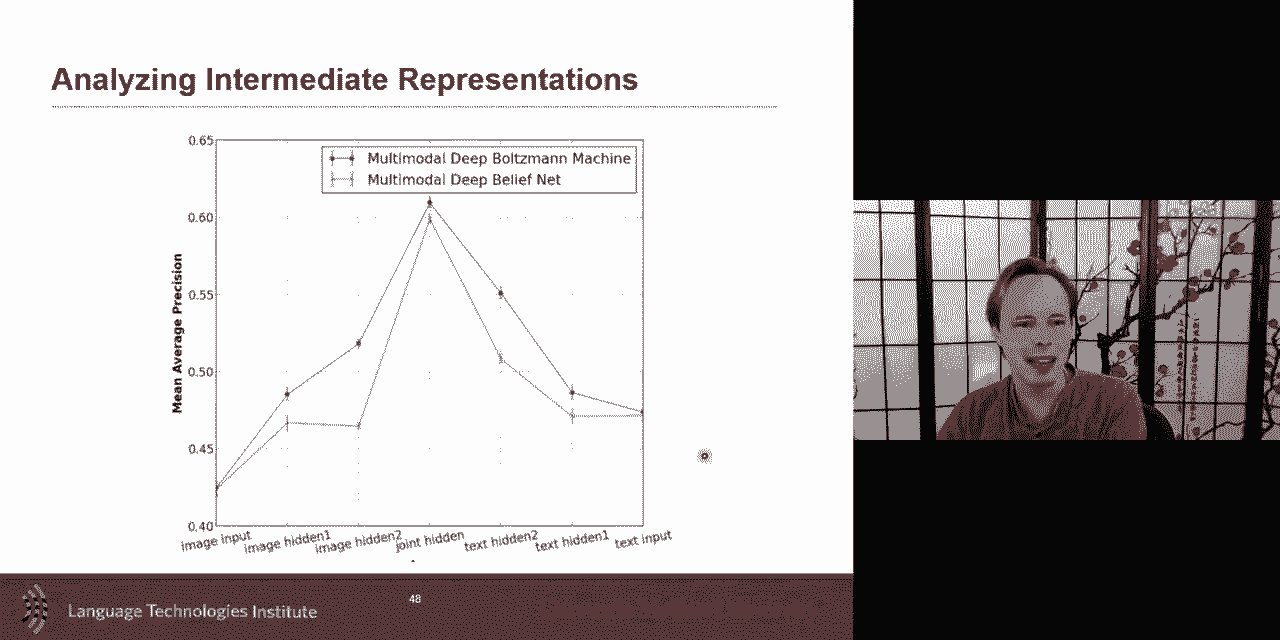 Analyzing Intermediate Representations
Multimodal Deep Boltzmann Machine
Multimodal Deep Belief Net
Mean Average Precision
0.65
0.60
0.55
0.50
0.45
0.40
image input
image hidden1
image hidden2
joint hidden
text hidden2
text hidden1
text input
Language Technologies Institute
48